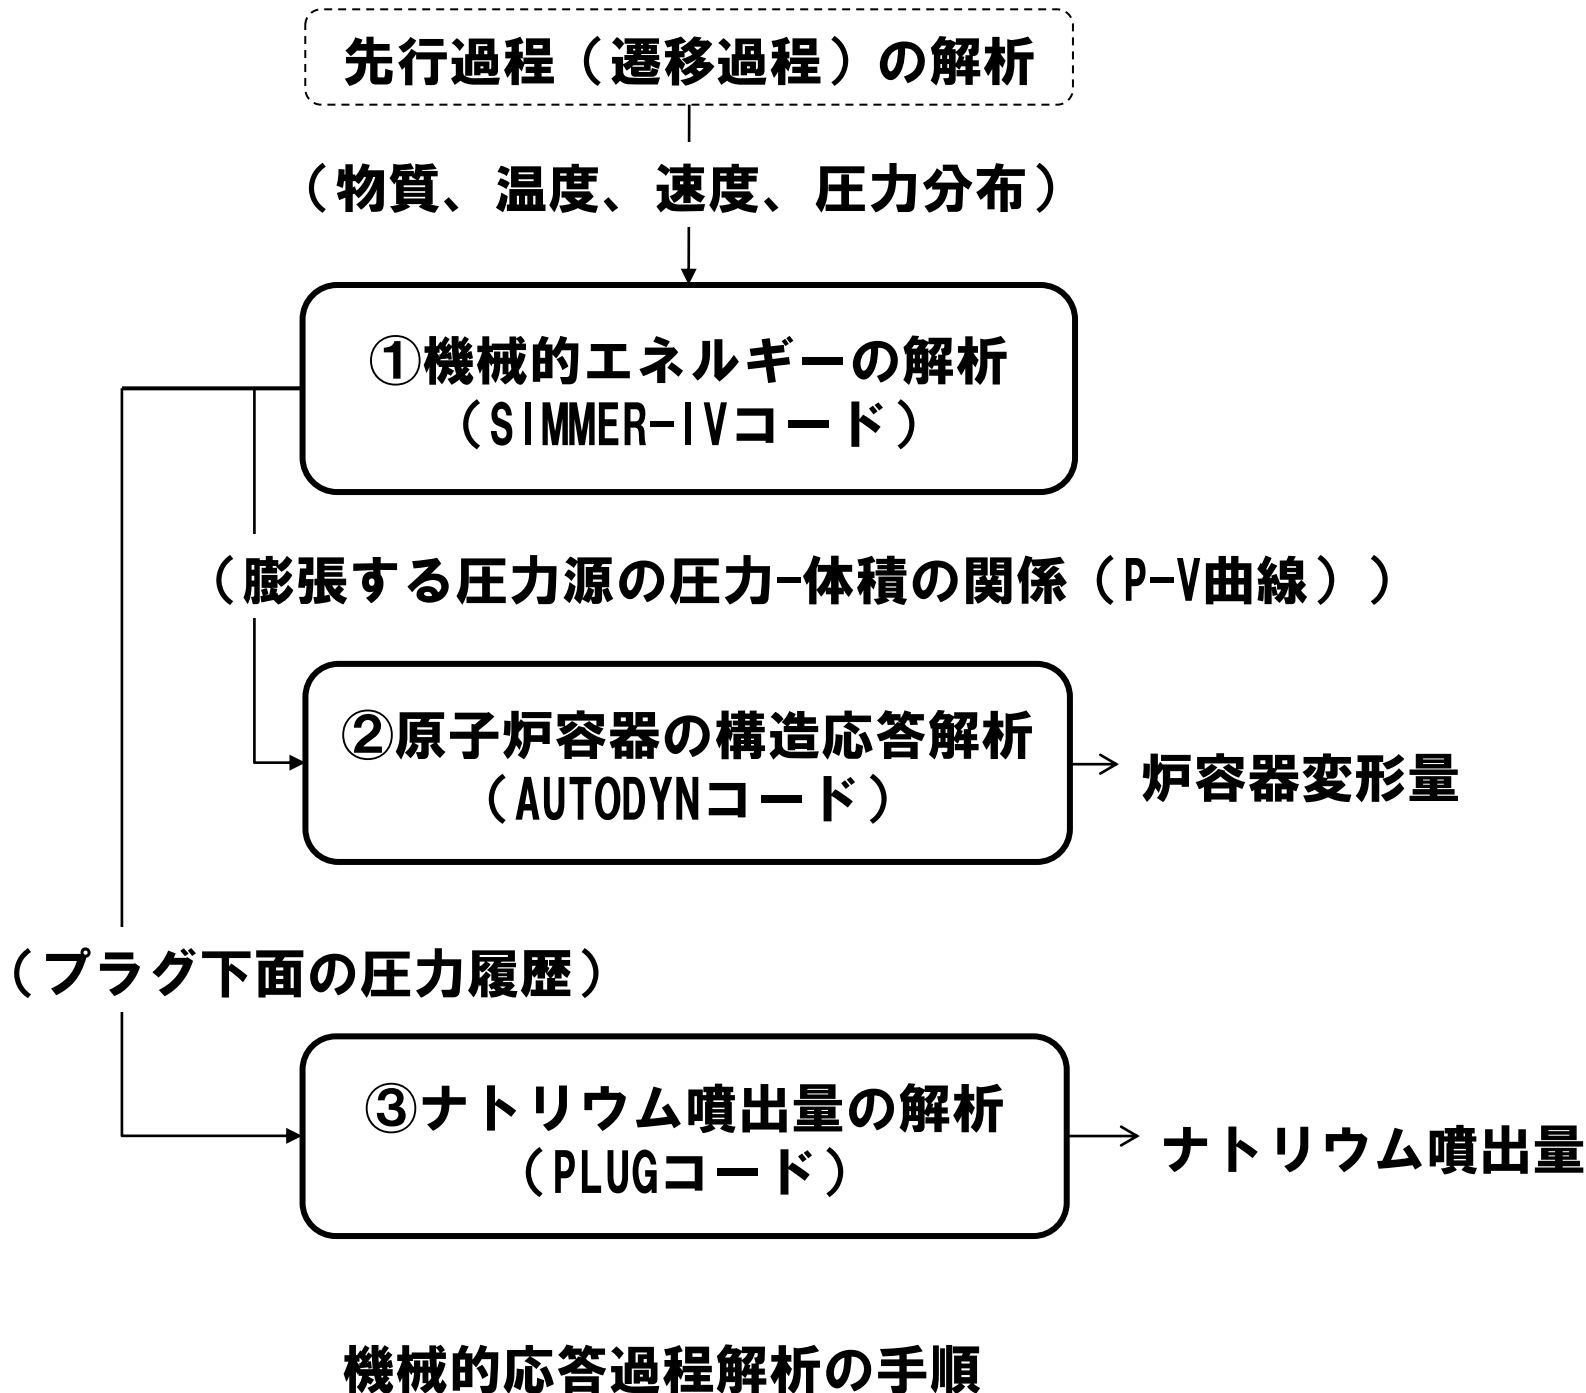 先行過程（遷移過程）の解析
（物質、温度、速度、圧力分布）
①機械的エネルギーの解析
（SIMMER-IVコード）
（膨張する圧力源の圧力-体積の関係（P-V曲線））
②原子炉容器の構造応答解析
（AUTODYNコード）
炉容器変形量
（プラグ下面の圧力履歴）
③ナトリウム噴出量の解析
（PLUGコード）
ナトリウム噴出量
機械的応答過程解析の手順